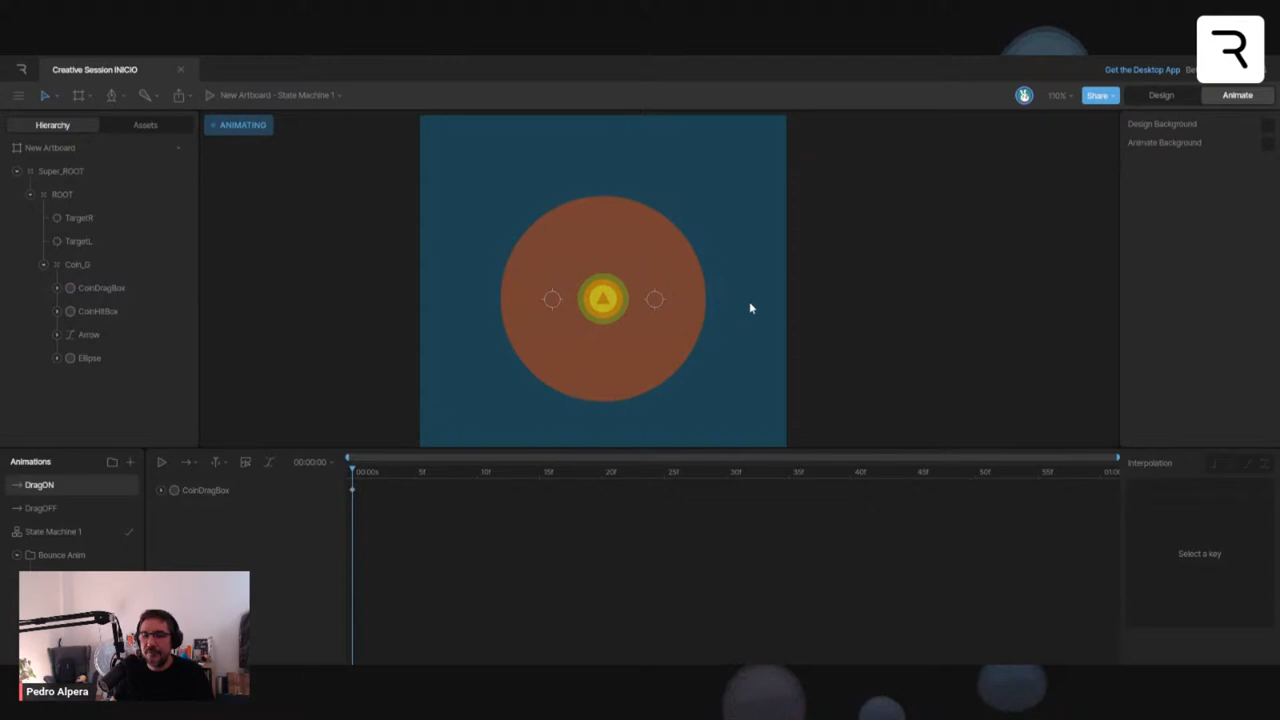 Creative Session INICIO
Get the Desktop App
New Artboard - State Machine 1
110%
Share
Design
Animate
Hierarchy
Assets
ANIMATING
Design Background
Animate Background
New Artboard
Super_ROOT
ROOT
TargetR
TargetL
Coin_G
CoinDragBox
CoinHitBox
Arrow
Ellipse
Animations
00:00:00
Interpolation
00:00s
5f
10f
15f
20f
25f
30f
35f
40f
45f
50f
55f
DragON
CoinDragBox
DragOFF
State Machine 1
Bounce Anim
Select a key
Pedro Alpera